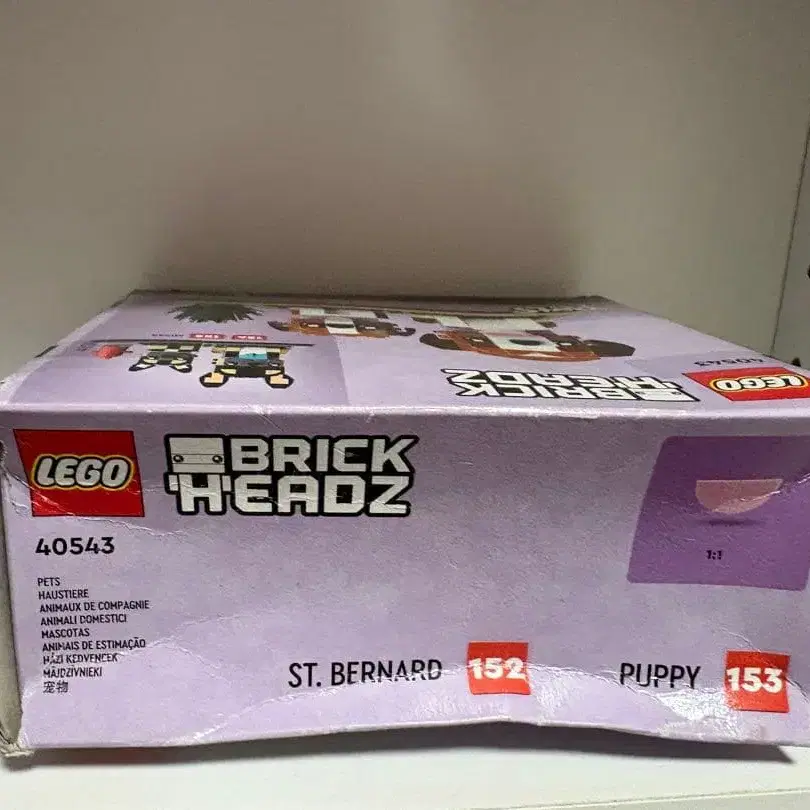 40543
LEGO
BRICK
HEADZ
LEGO
BRICK
HEADZ
40543
PETS
HAUSTIERE
ANIMAUX DE COMPAGNIE
ANIMALI DOMESTICI
MASCOTAS
ANIMAIS DE ESTIMAÇÃO
HÁZI KEDVENCEK
MĀJDZĪVNIEKI
宠物
1:1
ST. BERNARD 152
PUPPY 153